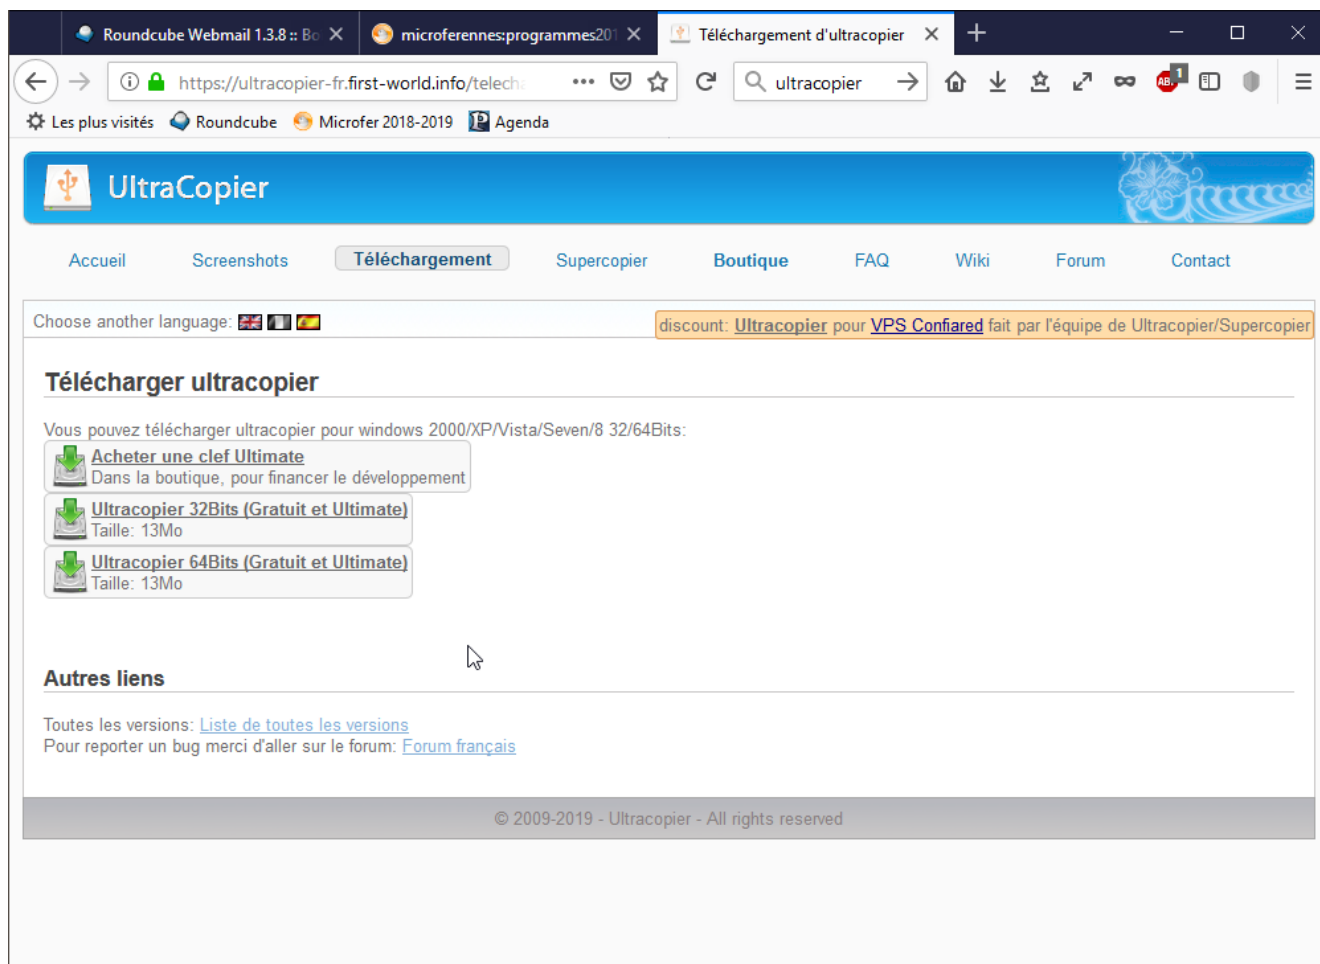 Roundcube Webmail 1.3.8 :: Bo
microferennes:programmes201
Téléchargement d'ultracopier
https://ultracopier-fr.first-world.info/telecha
ultracopier
ABP
1
Les plus visités
Roundcube
Microfer 2018-2019
Agenda
UltraCopier
Accueil
Screenshots
Téléchargement
Supercopier
Boutique
FAQ
Wiki
Forum
Contact
Choose another language:
discount: Ultracopier pour VPS Confiared fait par l'équipe de Ultracopier/Supercopier
Télécharger ultracopier
Vous pouvez télécharger ultracopier pour windows 2000/XP/Vista/Seven/8 32/64Bits:
Acheter une clef Ultimate
Dans la boutique, pour financer le développement
Ultracopier 32Bits (Gratuit et Ultimate)
Taille: 13Mo
Ultracopier 64Bits (Gratuit et Ultimate)
Taille: 13Mo
Autres liens
Toutes les versions: Liste de toutes les versions
Pour reporter un bug merci d'aller sur le forum: Forum français
© 2009-2019 - Ultracopier - All rights reserved